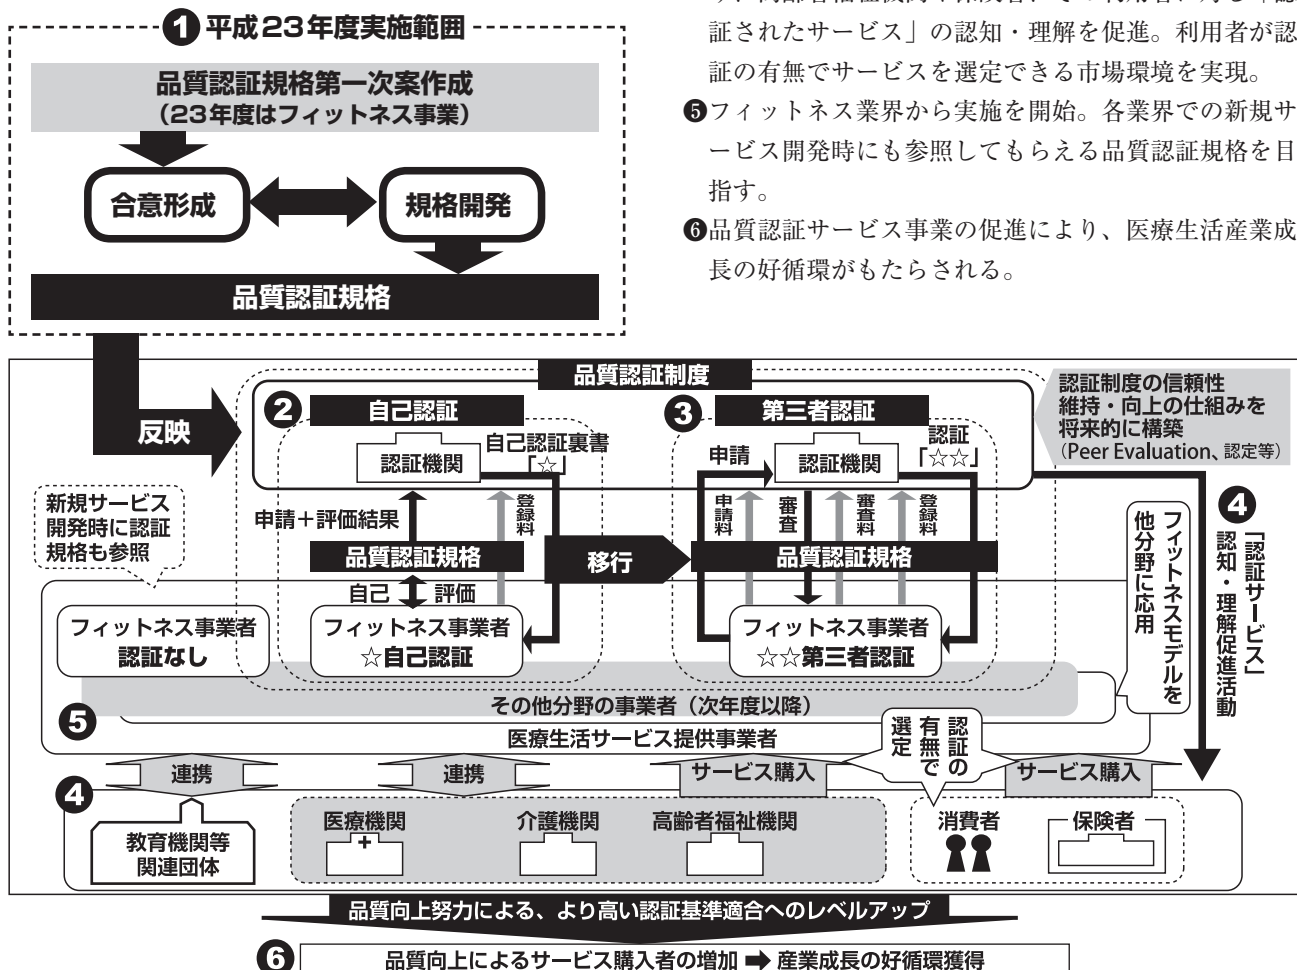 ❶平成23年度実施範囲
品質認証規格第一次案作成
（23年度はフィットネス事業）
合意形成
規格開発
品質認証規格
証されたサービス」の認知・理解を促進。利用者が認
証の有無でサービスを選定できる市場環境を実現。
❺フィットネス業界から実施を開始。各業界での新規サ
ービス開発時にも参照してもらえる品質認証規格を目
指す。
❻品質認証サービス事業の促進により、医療生活産業成
長の好循環がもたらされる。
反映
品質認証制度
❷
自己認証
認証機関
自己認証裏書
「☆」
❸
第三者認証
申請
認証機関
認証
「☆☆」
認証制度の信頼性
維持・向上の仕組みを
将来的に構築
（Peer Evaluation、認定等）
新規サービス
開発時に認証
規格も参照
申請＋評価結果
登録料
品質認証規格
自己
評価
移行
申請料
審査
審査料
登録料
品質認証規格
フィットネスモデルを
他分野に応用
❹
「認証サービス」
認知・理解促進活動
フィットネス事業者
認証なし
フィットネス事業者
☆自己認証
フィットネス事業者
☆☆第三者認証
❺
その他分野の事業者（次年度以降）
医療生活サービス提供事業者
認証の
有無で
選定
連携
連携
サービス購入
サービス購入
❹
教育機関等
関連団体
医療機関
介護機関
高齢者福祉機関
消費者
保険者
品質向上努力による、より高い認証基準適合へのレベルアップ
❻
品質向上によるサービス購入者の増加 ➡ 産業成長の好循環獲得